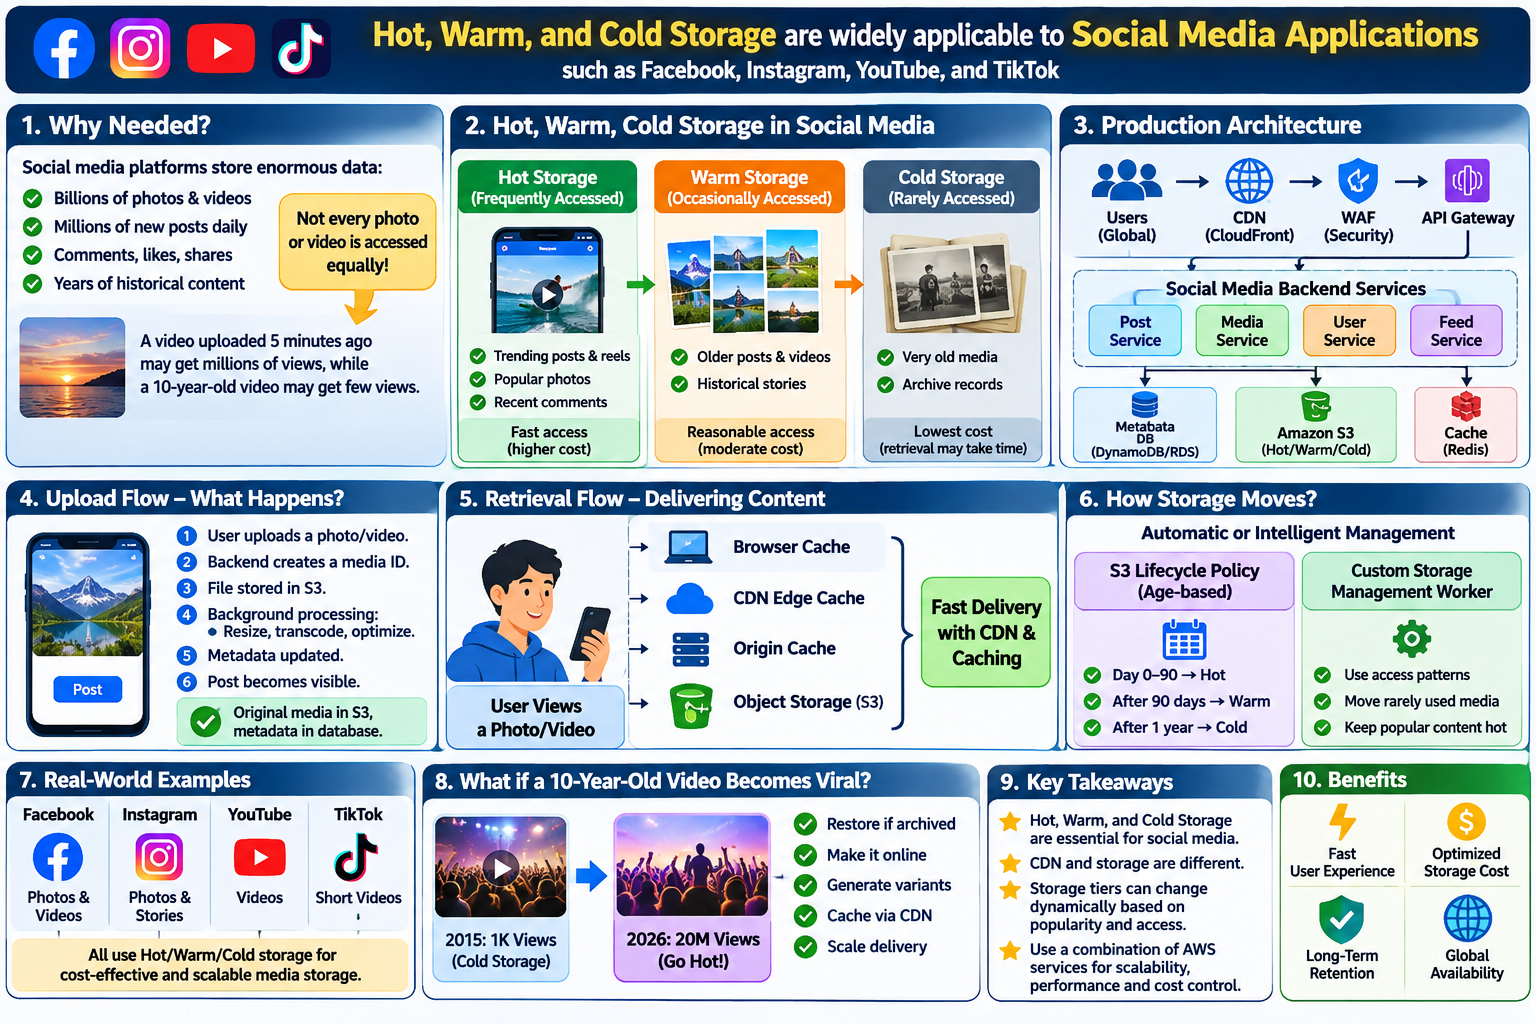 Hot, Warm, and Cold Storage are widely applicable to Social Media Applications
such as Facebook, Instagram, YouTube, and TikTok
1. Why Needed?
Social media platforms store enormous data:
Billions of photos & videos
Millions of new posts daily
Comments, likes, shares
Years of historical content
Not every photo
or video is accessed
equally!
A video uploaded 5 minutes ago
may get millions of views, while
a 10-year-old video may get few views.
2. Hot, Warm, Cold Storage in Social Media
Hot Storage
(Frequently Accessed)
Trending posts & reels
Popular photos
Recent comments
Fast access
(higher cost)
Warm Storage
(Occasionally Accessed)
Older posts & videos
Historical stories
Reasonable access
(moderate cost)
Cold Storage
(Rarely Accessed)
Very old media
Archive records
Lowest cost
(retrieval may take time)
3. Production Architecture
Users
(Global)
CDN
(CloudFront)
WAF
(Security)
API Gateway
Social Media Backend Services
Post
Service
Media
Service
User
Service
Feed
Service
Metabata
DB
(DynamoDB/RDS)
Amazon S3
(Hot/Warm/Cold)
Cache
(Redis)
4. Upload Flow – What Happens?
Post
1 User uploads a photo/video.
2 Backend creates a media ID.
3 File stored in S3.
4 Background processing:
• Resize, transcode, optimize.
5 Metadata updated.
6 Post becomes visible.
Original media in S3,
metadata in database.
5. Retrieval Flow – Delivering Content
User Views
a Photo/Video
Browser Cache
CDN Edge Cache
Origin Cache
Object Storage (S3)
Fast Delivery
with CDN &
Caching
6. How Storage Moves?
Automatic or Intelligent Management
S3 Lifecycle Policy
(Age-based)
Day 0–90 → Hot
After 90 days → Warm
After 1 year → Cold
Custom Storage
Management Worker
Use access patterns
Move rarely used media
Keep popular content hot
7. Real-World Examples
Facebook
Photos &
Videos
Instagram
Photos &
Stories
YouTube
Videos
TikTok
Short Videos
All use Hot/Warm/Cold storage for
cost-effective and scalable media storage.
8. What if a 10-Year-Old Video Becomes Viral?
2015: 1K Views
(Cold Storage)
2026: 20M Views
(Go Hot!)
Restore if archived
Make it online
Generate variants
Cache via CDN
Scale delivery
9. Key Takeaways
Hot, Warm, and Cold Storage
are essential for social media.
CDN and storage are different.
Storage tiers can change
dynamically based on
popularity and access.
Use a combination of AWS
services for scalability,
performance and cost control.
10. Benefits
Fast
User Experience
Optimized
Storage Cost
Long-Term
Retention
Global
Availability